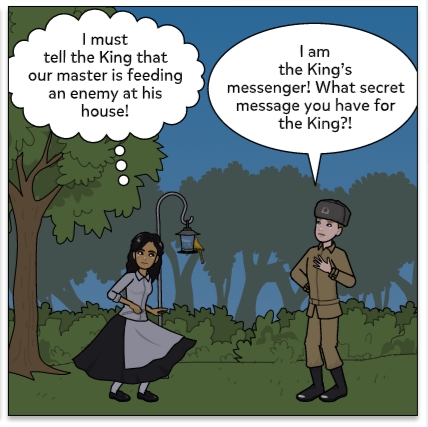 I must
tell the King that
our master is feeding
an enemy at his
house!
I am
the King's
messenger! What secret
message you have for
the King?!